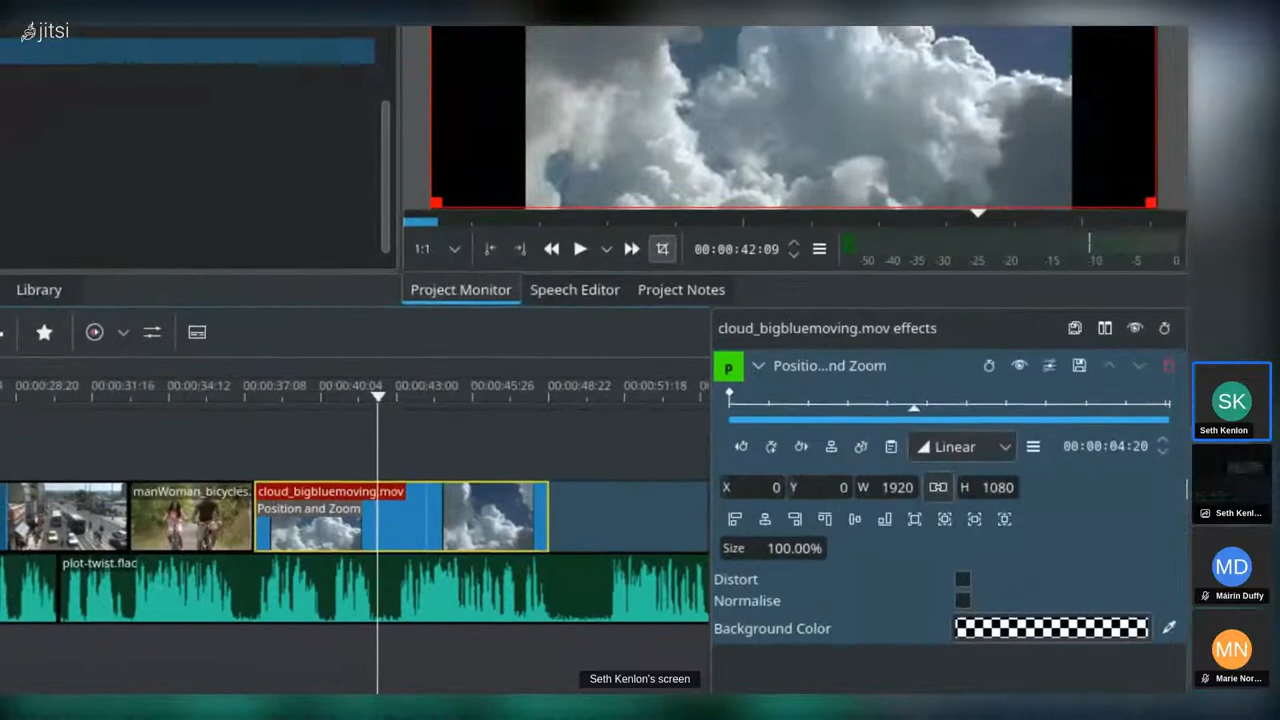 jitsi
1:1
00:00:42:09
-50 -40 -35 -30 -25 -20 -15 -10 -5 0
Library
Project Monitor
Speech Editor
Project Notes
cloud_bigbluemoving.mov effects
p
Positio...nd Zoom
00:00:28:20 00:00:31:16 00:00:34:12 00:00:37:08 00:00:40:04 00:00:43:00 00:00:45:26 00:00:48:22 00:00:51:18
Linear
00:00:04:20
X 0 Y 0 W 1920 H 1080
manWoman_bicycles.
cloud_bigbluemoving.mov
Position and Zoom
Size 100.00%
plot-twist.flac
Distort
Normalise
Background Color
Seth Kenlon's screen
SK
Seth Kenlon
Seth Kenl...
MD
Máirín Duffy
MN
Marie Nor...